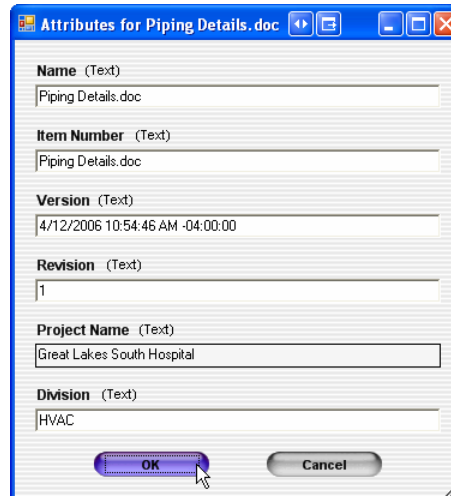 Attributes for Piping Details.doc
Name (Text)
Piping Details.doc
Item Number (Text)
Piping Details.doc
Version (Text)
4/12/2006 10:54:46 AM -04:00:00
Revision (Text)
1
Project Name (Text)
Great Lakes South Hospital
Division (Text)
HVAC
OK Cancel